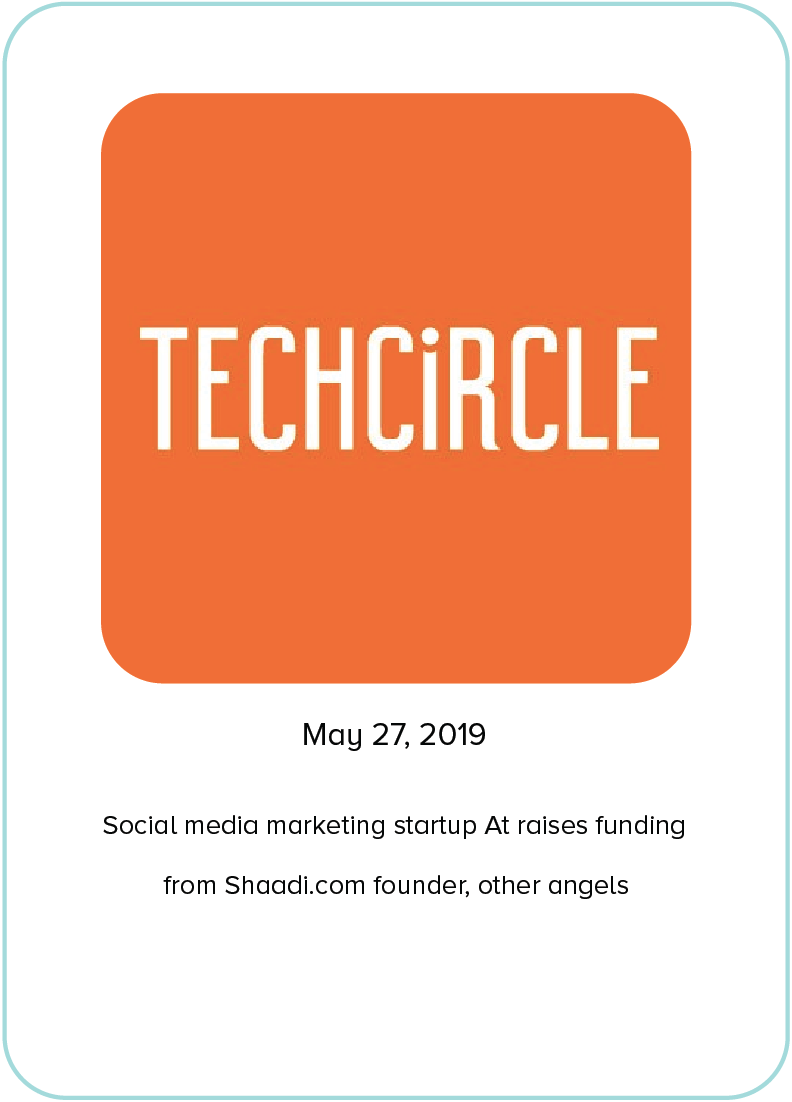 TECHCiRCLE
May 27, 2019
Social media marketing startup At raises funding
from Shaadi.com founder, other angels